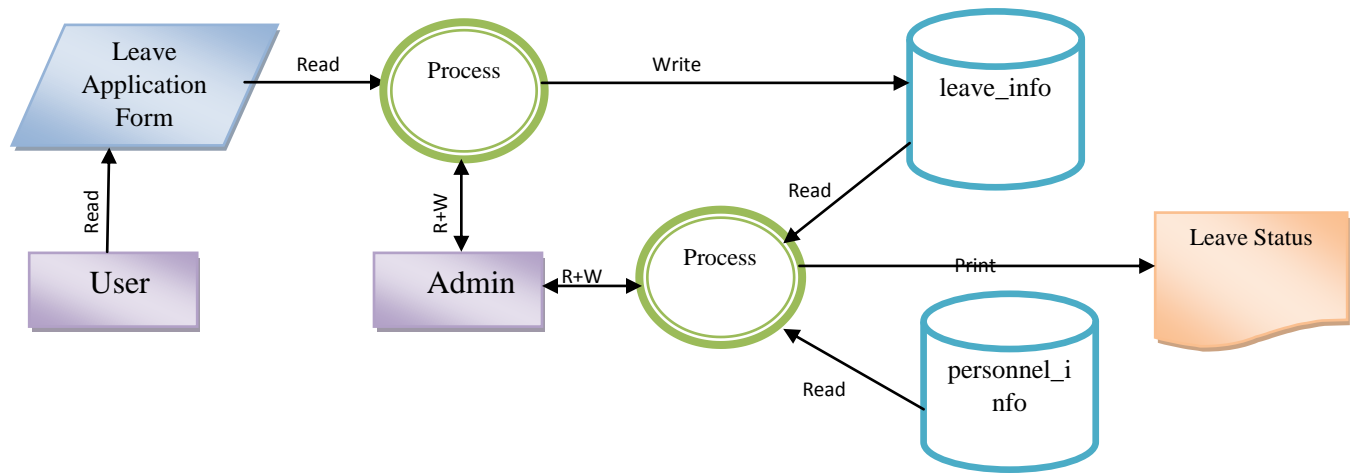 Leave
Application
Form
Read
Process
Write
leave_info
Read
R+W
Read
User
Admin
R+W
Process
Print
Leave Status
Read
personnel_i
nfo